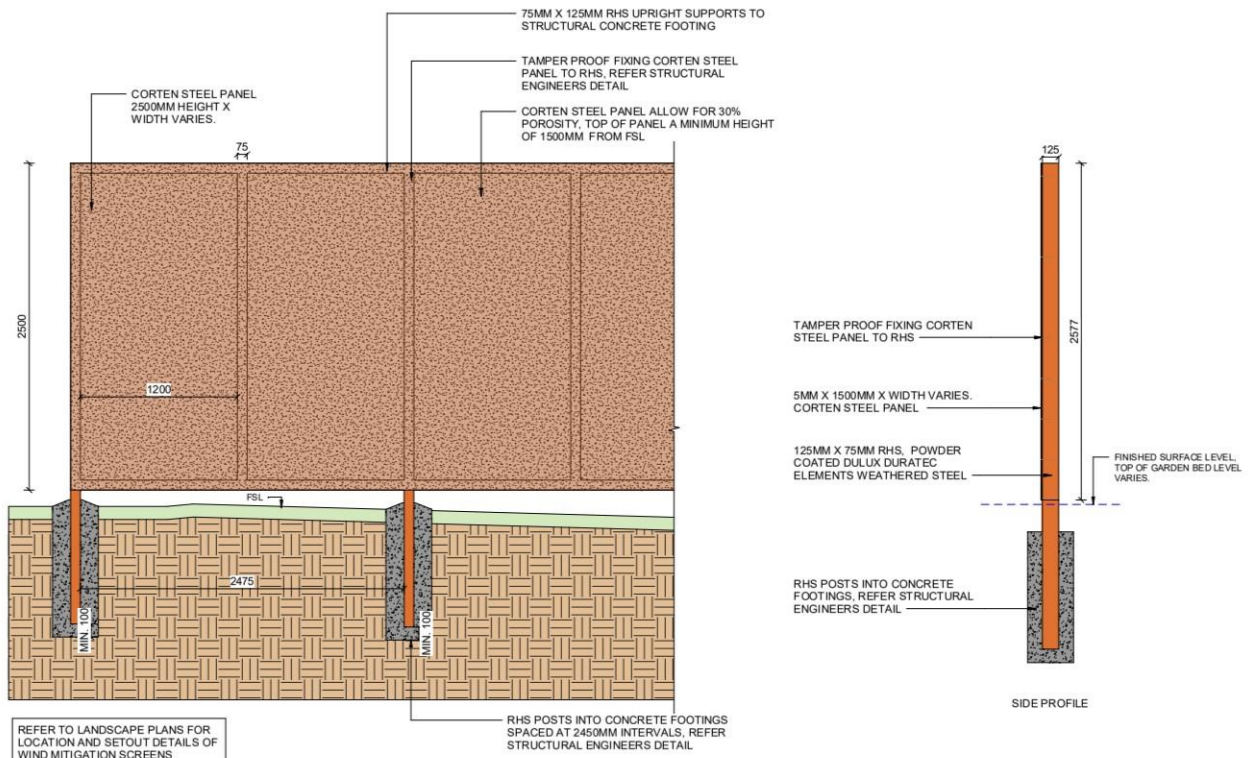 75MM X 125MM RHS UPRIGHT SUPPORTS TO
STRUCTURAL CONCRETE FOOTING
TAMPER PROOF FIXING CORTEN STEEL
PANEL TO RHS, REFER STRUCTURAL
ENGINEERS DETAIL
CORTEN STEEL PANEL
2500MM HEIGHT X
WIDTH VARIES.
CORTEN STEEL PANEL ALLOW FOR 30%
POROSITY, TOP OF PANEL A MINIMUM HEIGHT
OF 1500MM FROM FSL
75
2500
1200
FSL
2475
MIN. 100
MIN. 100
RHS POSTS INTO CONCRETE FOOTINGS
SPACED AT 2450MM INTERVALS, REFER
STRUCTURAL ENGINEERS DETAIL
REFER TO LANDSCAPE PLANS FOR
LOCATION AND SETOUT DETAILS OF
WIND MITIGATION SCREENS
125
2577
TAMPER PROOF FIXING CORTEN
STEEL PANEL TO RHS
5MM X 1500MM X WIDTH VARIES.
CORTEN STEEL PANEL
125MM X 75MM RHS, POWDER
COATED DULUX DURATEC
ELEMENTS WEATHERED STEEL
FINISHED SURFACE LEVEL,
TOP OF GARDEN BED LEVEL
VARIES.
RHS POSTS INTO CONCRETE
FOOTINGS, REFER STRUCTURAL
ENGINEERS DETAIL
SIDE PROFILE